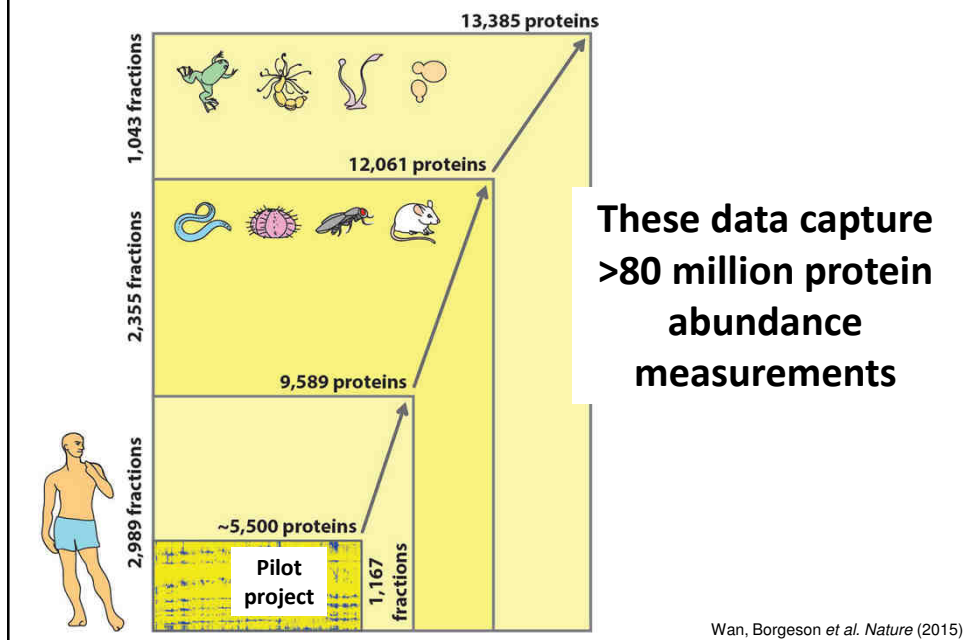 13,385 proteins
1,043 fractions
12,061 proteins
2,355 fractions
These data capture
>80 million protein
abundance
measurements
9,589 proteins
2,989 fractions
~5,500 proteins
Pilot
project
1,167
fractions
Wan, Borgeson et al. Nature (2015)